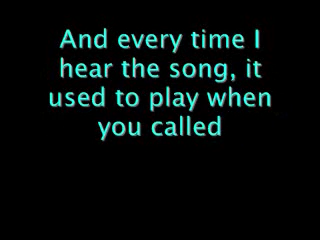 And every time I
hear the song, it
used to play when
you called